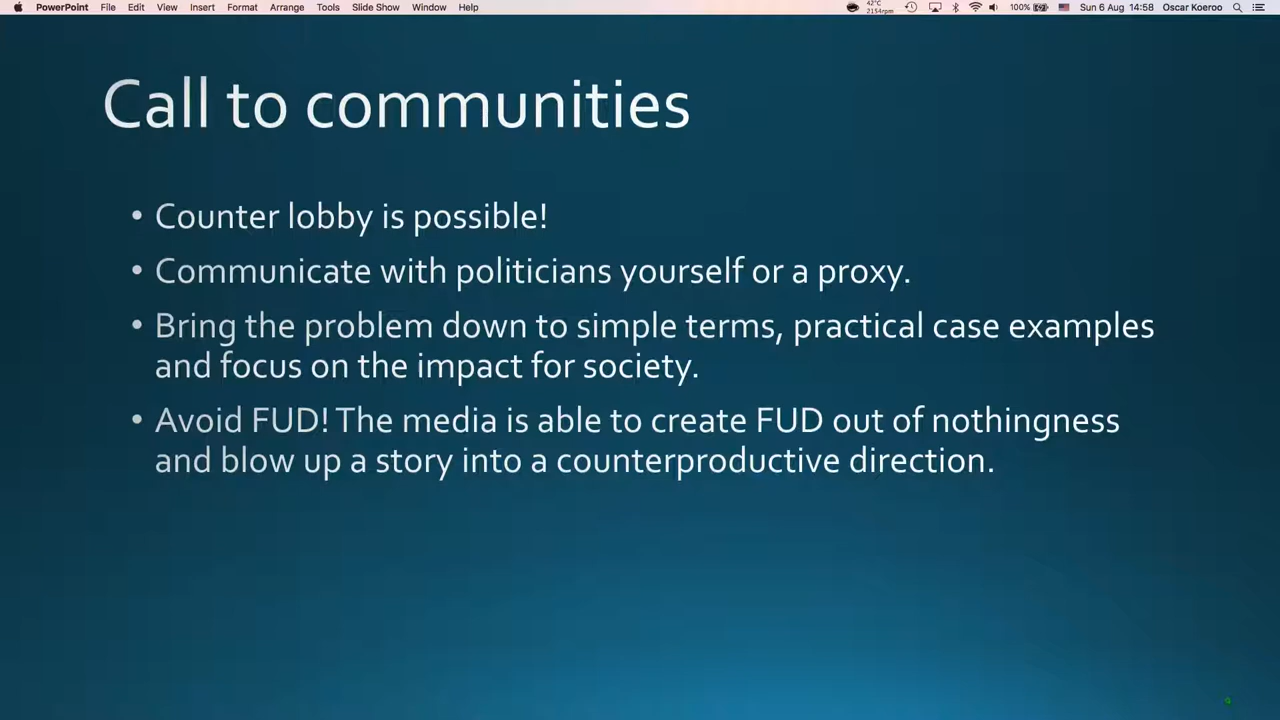 PowerPoint File Edit View Insert Format Arrange Tools Slide Show Window Help 42°C 2154rpm 100% Sun 6 Aug 14:58 Oscar Koeroo
Call to communities
• Counter lobby is possible!
• Communicate with politicians yourself or a proxy.
• Bring the problem down to simple terms, practical case examples
and focus on the impact for society.
• Avoid FUD! The media is able to create FUD out of nothingness
and blow up a story into a counterproductive direction.